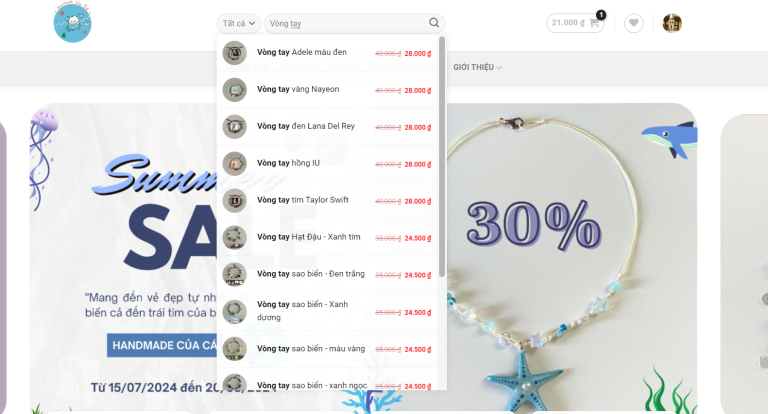 Tất cả
Vòng tay
21.000 ₫
1
Vòng tay Adele màu đen 40.000 ₫ 28.000 ₫
GIỚI THIỆU
Vòng tay vàng Nayeon 40.000 ₫ 28.000 ₫
Vòng tay đen Lana Del Rey 40.000 ₫ 28.000 ₫
Vòng tay hồng IU 40.000 ₫ 28.000 ₫
Vòng tay tím Taylor Swift 40.000 ₫ 28.000 ₫
Vòng tay Hạt Đậu - Xanh tím 35.000 ₫ 24.500 ₫
Vòng tay sao biển - Đen trắng 35.000 ₫ 24.500 ₫
Vòng tay sao biển - Xanh
dương 35.000 ₫ 24.500 ₫
Vòng tay sao biển - màu vàng 35.000 ₫ 24.500 ₫
Vòng tay sao biển - xanh ngọc 35.000 ₫ 24.500 ₫
Summer
SALE
30%
"Mang đến vẻ đẹp tự nh
biển cả đến trái tim của b
HANDMADE CỦA CÁ
Từ 15/07/2024 đến 20/08/2024